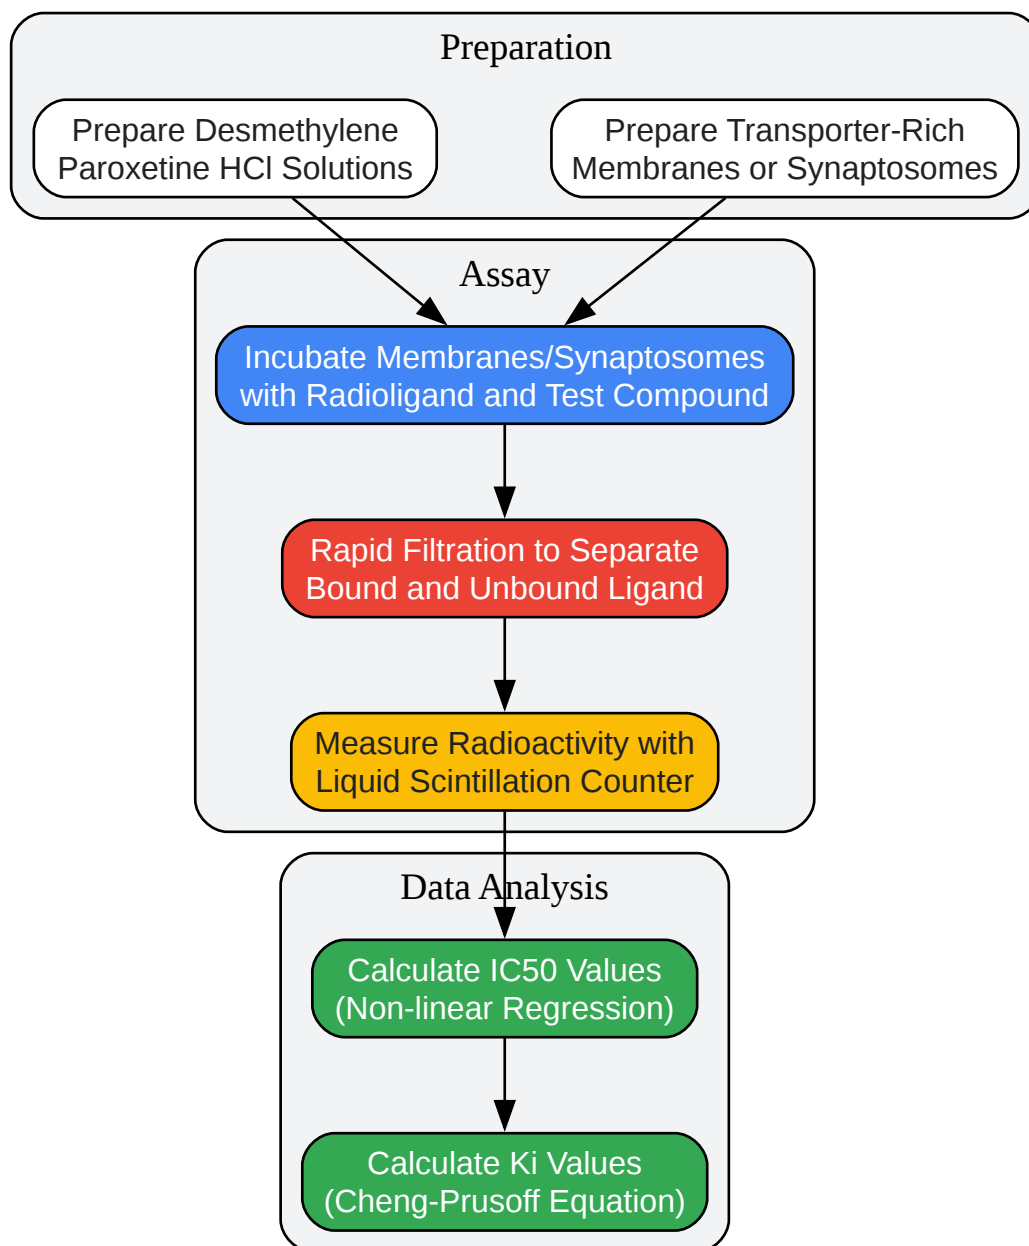 Preparation
Prepare Desmethylene
Paroxetine HCl Solutions
Prepare Transporter-Rich
Membranes or Synaptosomes
Assay
Incubate Membranes/Synaptosomes
with Radioligand and Test Compound
Rapid Filtration to Separate
Bound and Unbound Ligand
Measure Radioactivity with
Liquid Scintillation Counter
Data Analysis
Calculate IC50 Values
(Non-linear Regression)
Calculate Ki Values
(Cheng-Prusoff Equation)